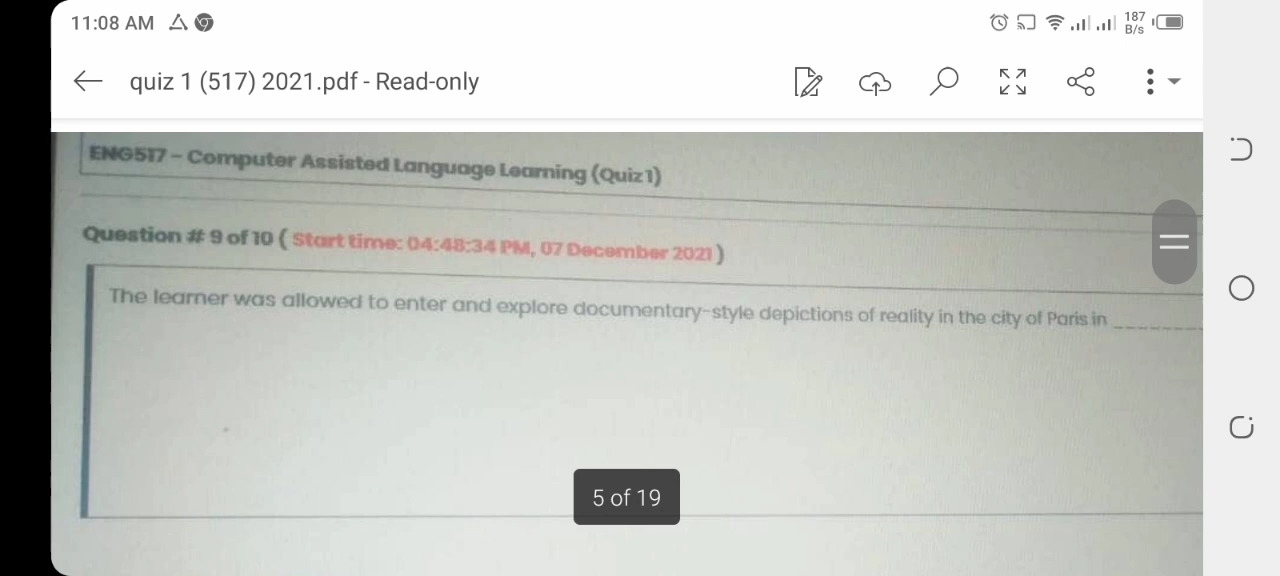 11:08 AM
187 B/s
quiz 1 (517) 2021.pdf - Read-only
ENG517 - Computer Assisted Language Learning (Quiz 1)
Question # 9 of 10 ( Start time: 04:48:34 PM, 07 December 2021 )
The learner was allowed to enter and explore documentary-style depictions of reality in the city of Paris in ________
5 of 19